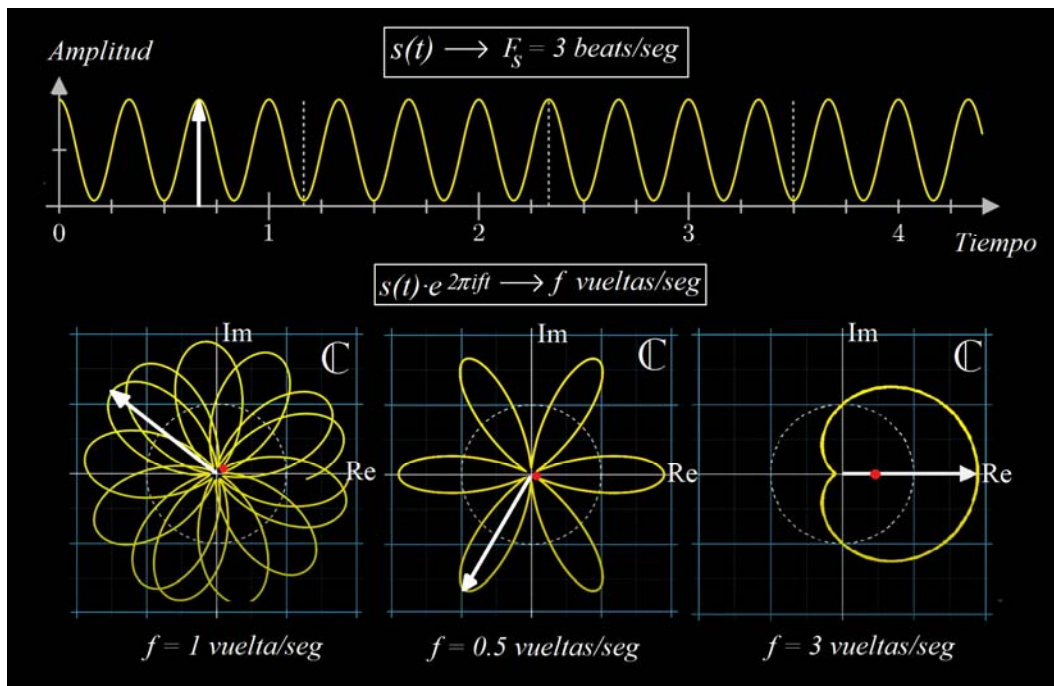 Amplitud
s(t) → Fs = 3 beats/seg
0 1 2 3 4
Tiempo
s(t)·e^2πift → f vueltas/seg
Im Im Im
ℂ ℂ ℂ
Re Re Re
f = 1 vuelta/seg f = 0.5 vueltas/seg f = 3 vueltas/seg